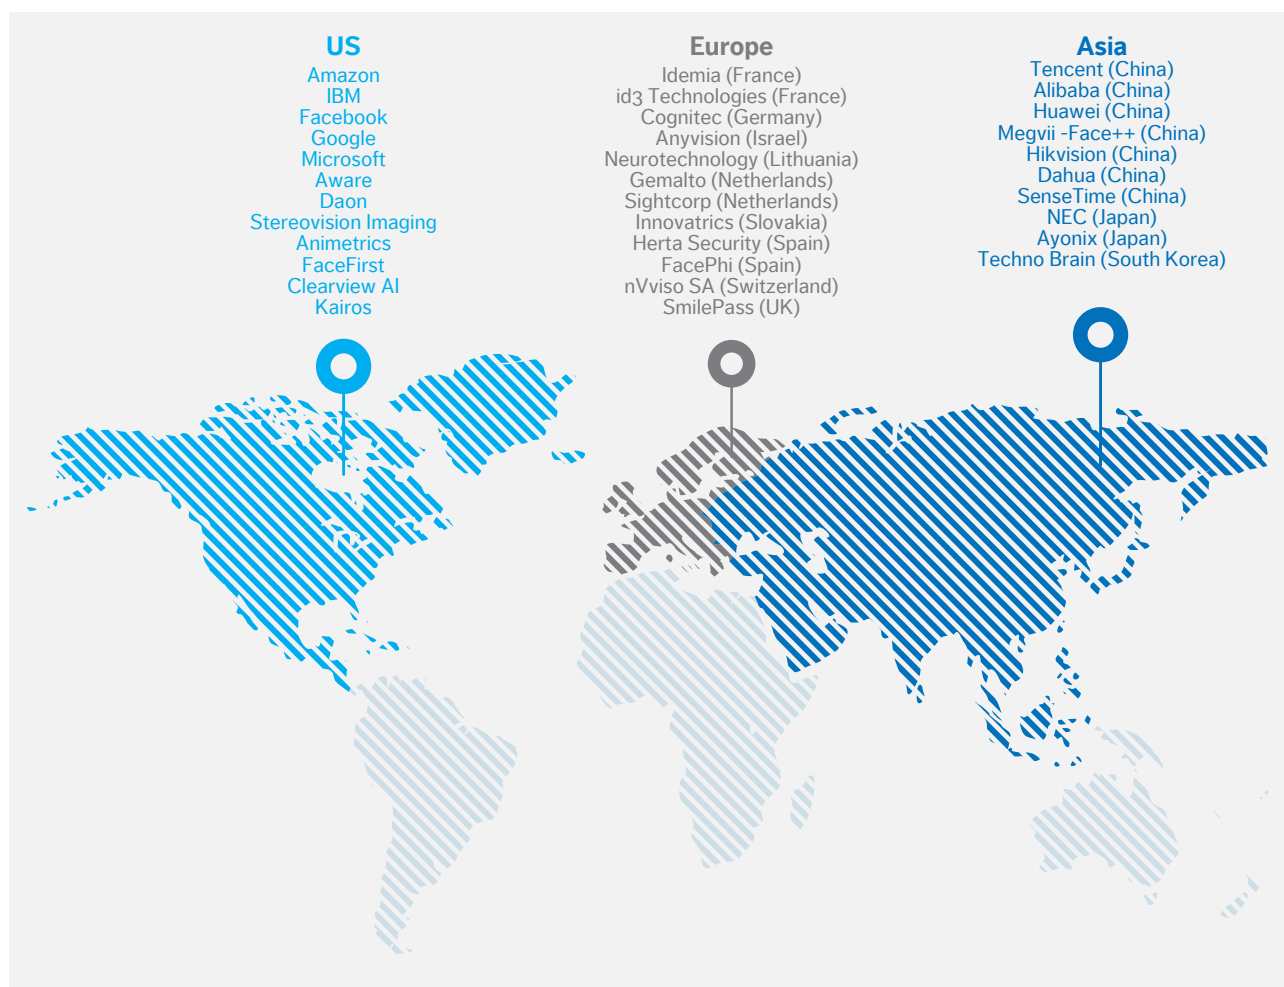 US
Amazon
IBM
Facebook
Google
Microsoft
Aware
Daon
Stereovision Imaging
Animetrics
FaceFirst
Clearview AI
Kairos
Europe
Idemia (France)
id3 Technologies (France)
Cognitec (Germany)
Anyvision (Israel)
Neurotechnology (Lithuania)
Gemalto (Netherlands)
Sightcorp (Netherlands)
Innovatrics (Slovakia)
Herta Security (Spain)
FacePhi (Spain)
nVviso SA (Switzerland)
SmilePass (UK)
Asia
Tencent (China)
Alibaba (China)
Huawei (China)
Megvii -Face++ (China)
Hikvision (China)
Dahua (China)
SenseTime (China)
NEC (Japan)
Ayonix (Japan)
Techno Brain (South Korea)